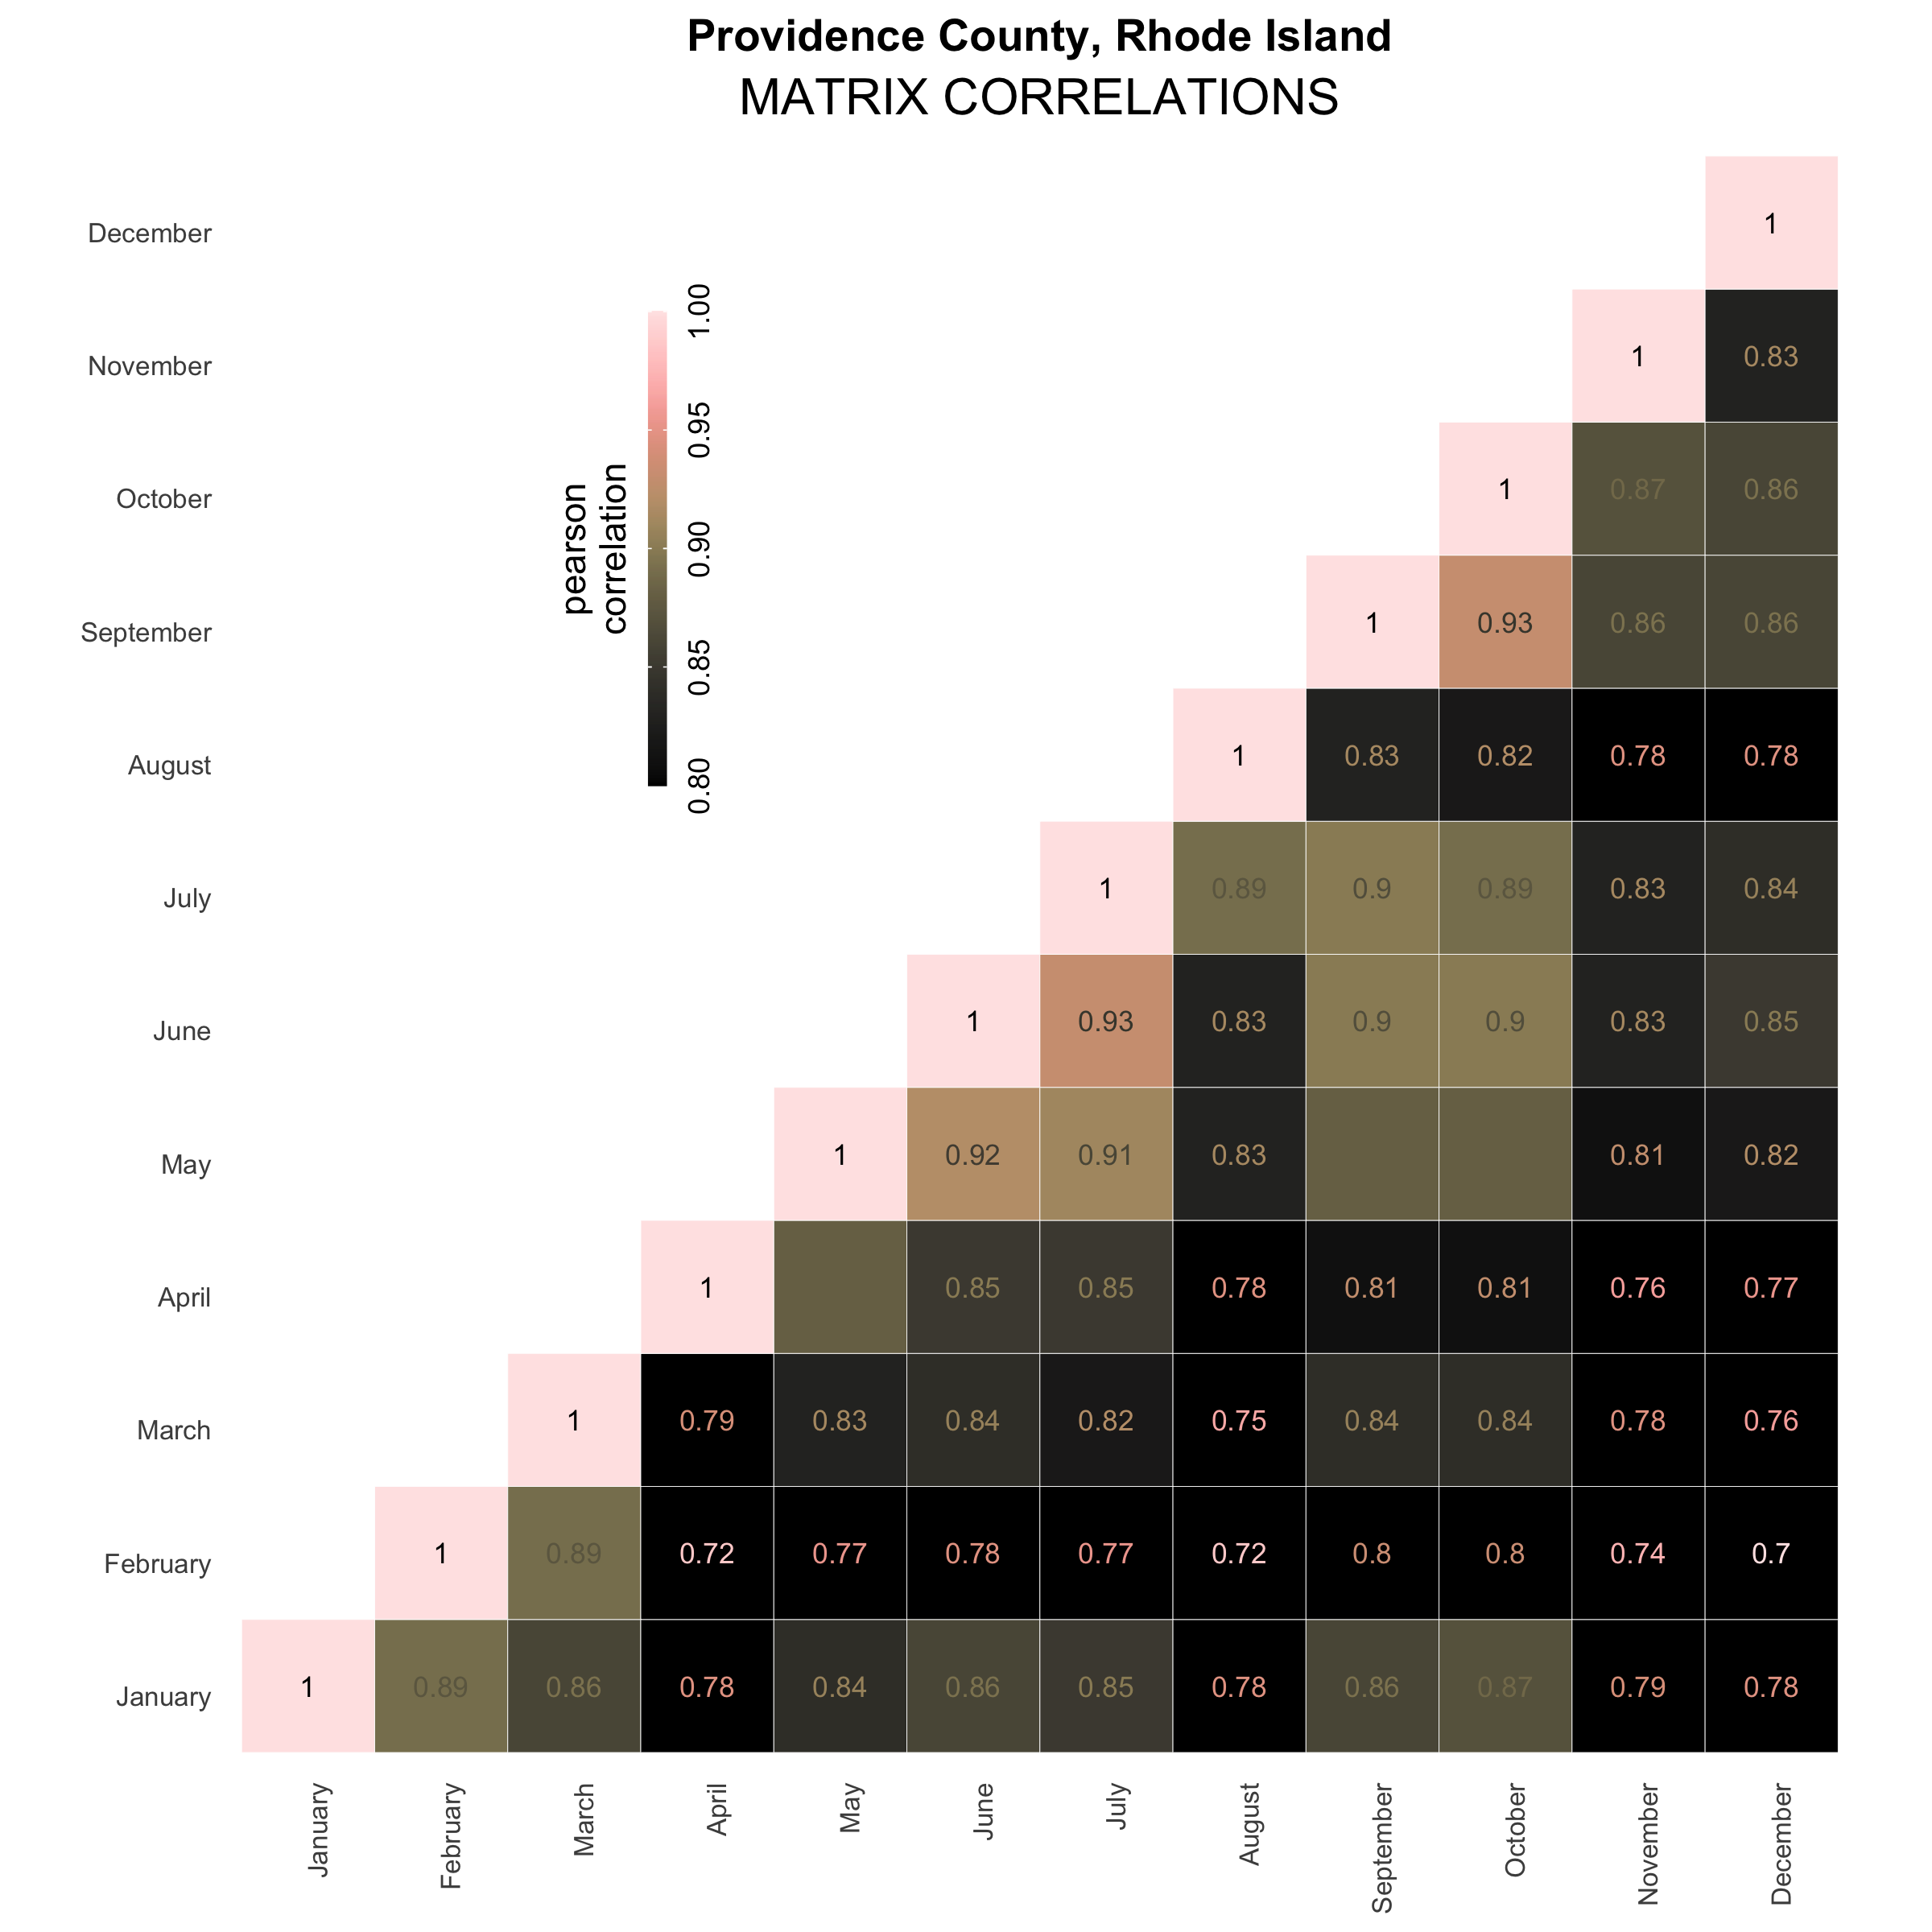 Providence County, Rhode Island
MATRIX CORRELATIONS
December 1
November 1 0.83
October 1 0.87 0.86
September 1 0.93 0.86 0.86
August 1 0.83 0.82 0.78 0.78
July 1 0.89 0.9 0.89 0.83 0.84
June 1 0.93 0.83 0.9 0.9 0.83 0.85
May 1 0.92 0.91 0.83 0.81 0.82
April 1 0.85 0.85 0.78 0.81 0.81 0.76 0.77
March 1 0.79 0.83 0.84 0.82 0.75 0.84 0.84 0.78 0.76
February 1 0.89 0.72 0.77 0.78 0.77 0.72 0.8 0.8 0.74 0.7
January 1 0.89 0.86 0.78 0.84 0.86 0.85 0.78 0.86 0.87 0.79 0.78
January February March April May June July August September October November December
pearson
correlation
0.80 0.85 0.90 0.95 1.00